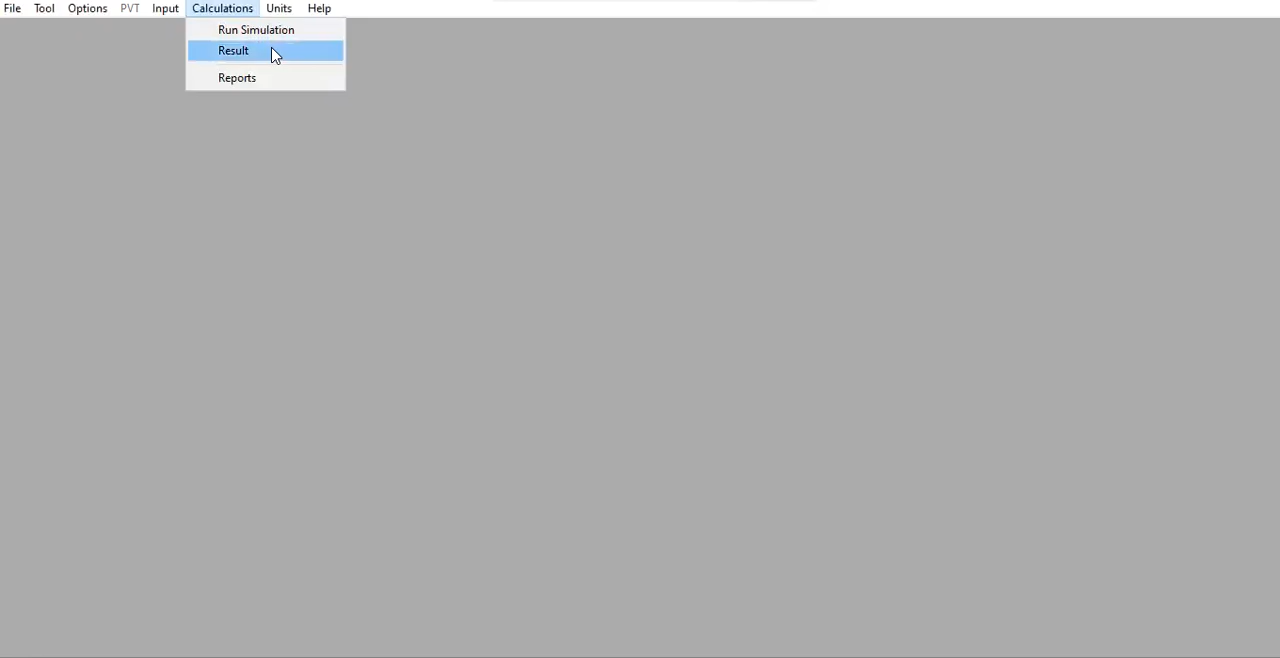 File Tool Options PVT Input Calculations Units Help
Run Simulation
Result
Reports